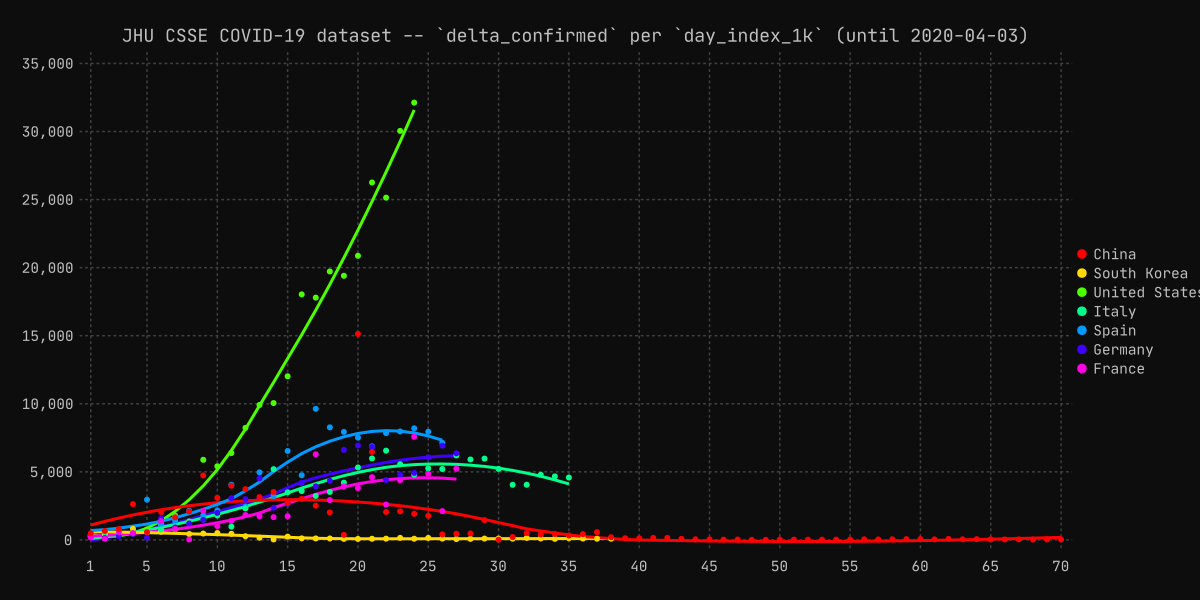 JHU CSSE COVID-19 dataset -- `delta_confirmed` per `day_index_1k` (until 2020-04-03)
35,000
30,000
25,000
20,000
15,000
10,000
5,000
0
1 5 10 15 20 25 30 35 40 45 50 55 60 65 70
China
South Korea
United States
Italy
Spain
Germany
France